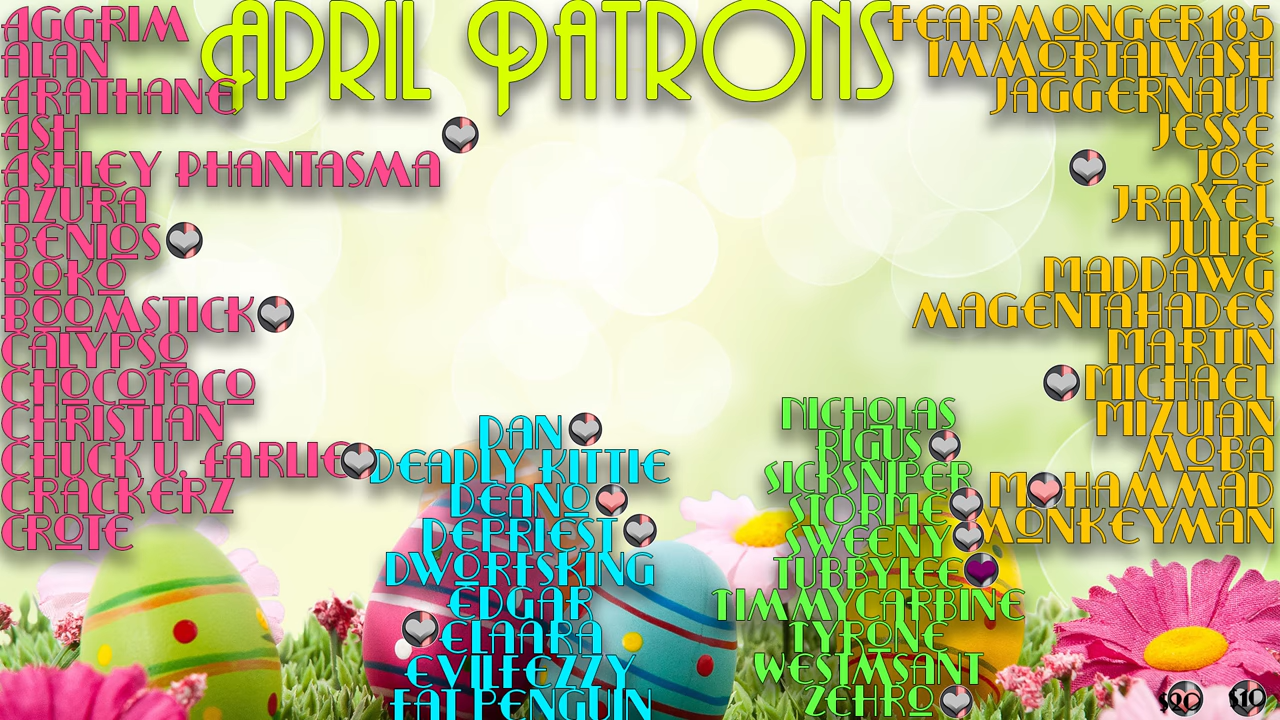 APRIL PATRONS
AGGRIM
ALAN
ARATHANE
ASH
ASHLEY PHANTASMA
AZURA
BENIOS
BOKO
BOOMSTICK
CALYPSO
CHOCOTACO
CHRISTIAN
CHUCK U. FARLIE
CRACKERZ
CROTE
DAN
DEADLY KITTIE
DEANO
DEPRIEST
DWORFSKING
EDGAR
ELAARA
EVILFEZZY
FAT PENGUIN
NICHOLAS
RIGUS
SICKSNIPER
STORME
SWEENY
TUBBYLEE
TIMMYCARBINE
TYRONE
WESTMSANT
ZEHRO
FEARMONGER185
IMMORTALVASH
JAGGERNAUT
JESSE
JOE
JRAXEL
JULIE
MADDAWG
MAGENTAHADES
MARTIN
MICHAEL
MIZUIAN
MOBA
MOHAMMAD
MONKEYMAN
$20 $10